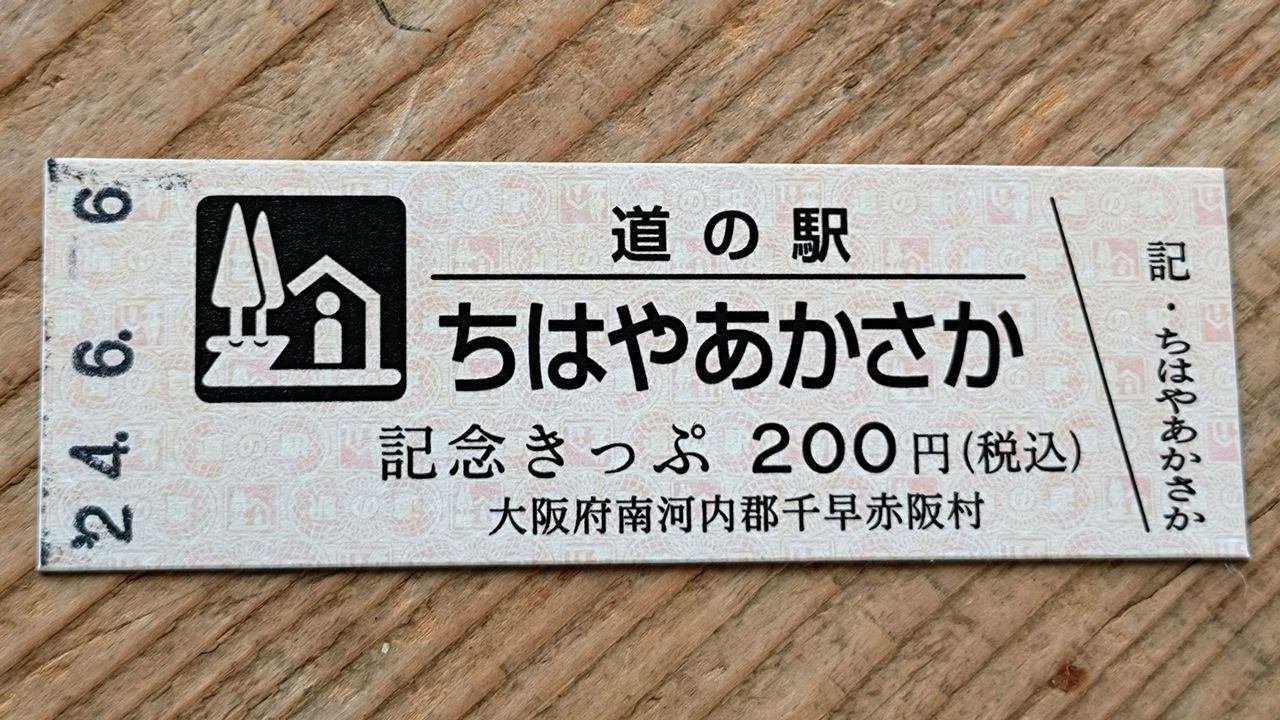 '24. 6. 6
道の駅
ちはやあかさか
記念きっぷ 200円(税込)
大阪府南河内郡千早赤阪村
記・ちはやあかさか